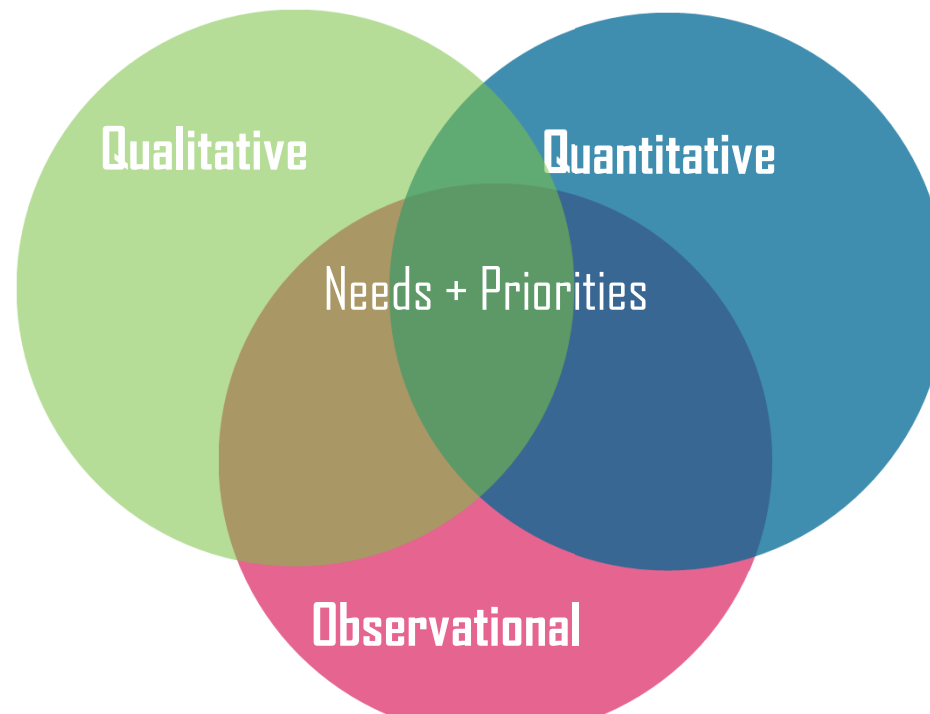 Qualitative
Quantitative
Needs + Priorities
Observational